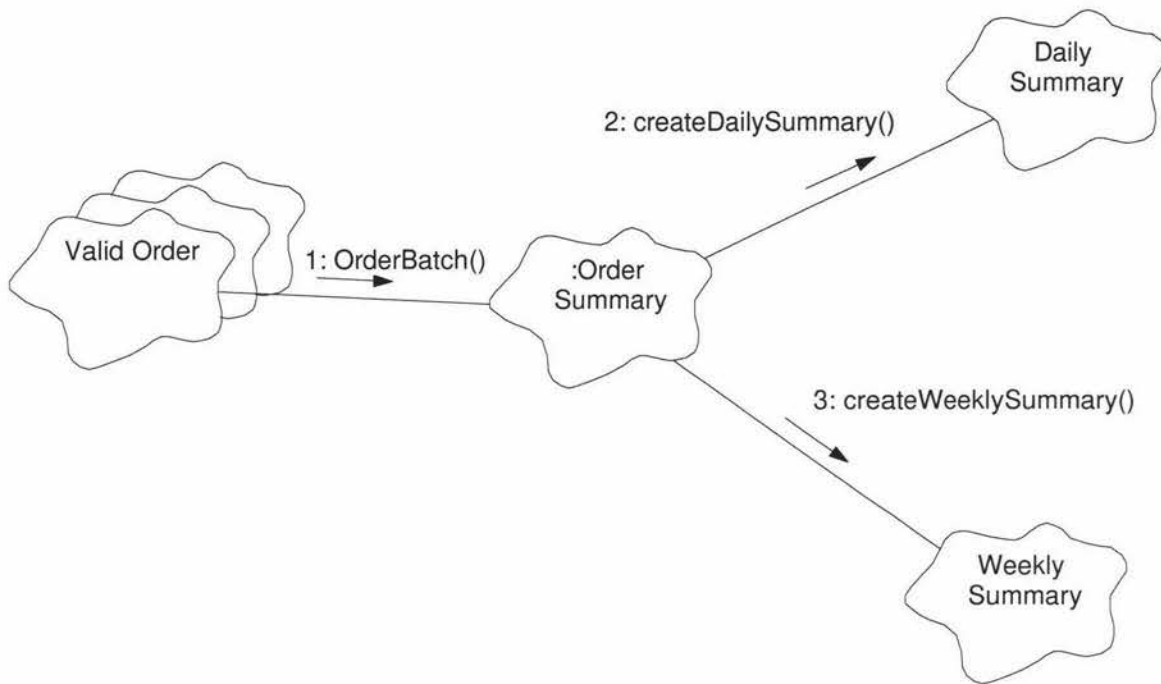 Daily
Summary
2: createDailySummary()
Valid Order
1: OrderBatch()
:Order
Summary
3: createWeeklySummary()
Weekly
Summary